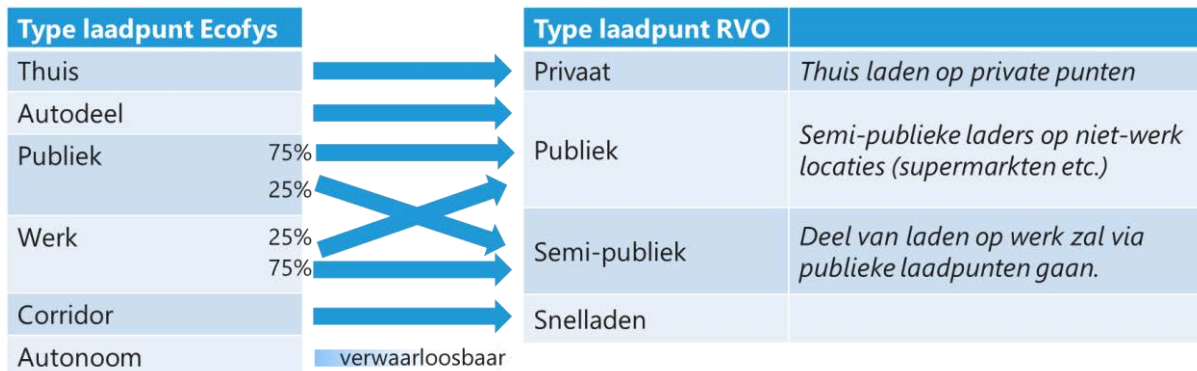 Type laadpunt Ecofys
Thuis
Autodeel
Publiek 75%
25%
Werk 25%
75%
Corridor
Autonoom
verwaarloosbaar
Type laadpunt RVO
Privaat
Thuis laden op private punten
Publiek
Semi-publieke laders op niet-werk
locaties (supermarkten etc.)
Semi-publiek
Deel van laden op werk zal via
publieke laadpunten gaan.
Snelladen